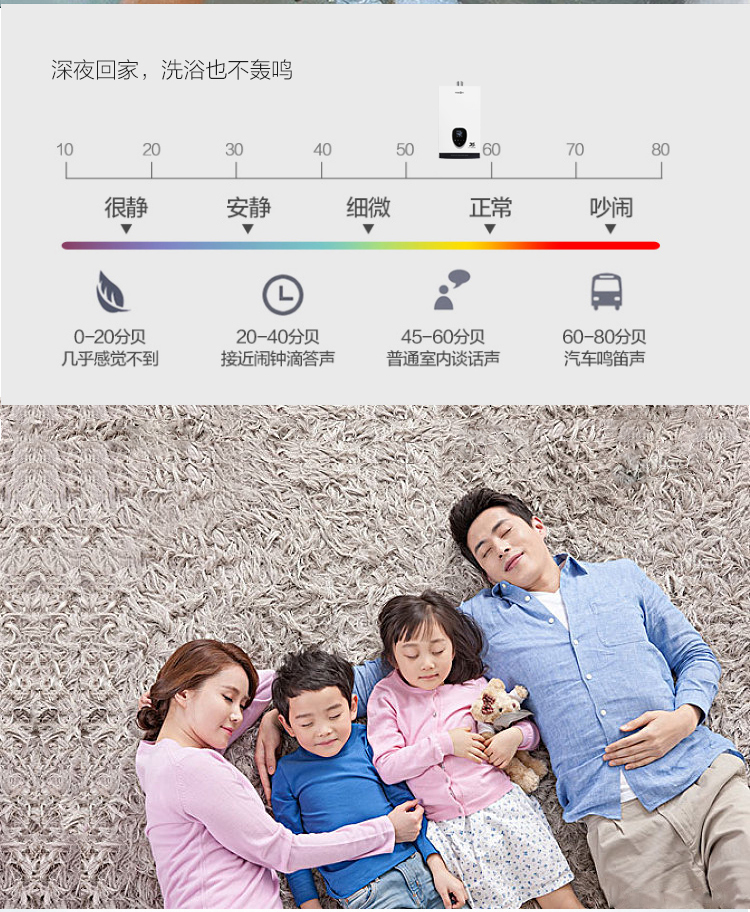 深夜回家，洗浴也不轰鸣
10 20 30 40 50 60 70 80
很静 安静 细微 正常 吵闹
0-20分贝 20-40分贝 45-60分贝 60-80分贝
几乎感觉不到 接近闹钟滴答声 普通室内谈话声 汽车鸣笛声